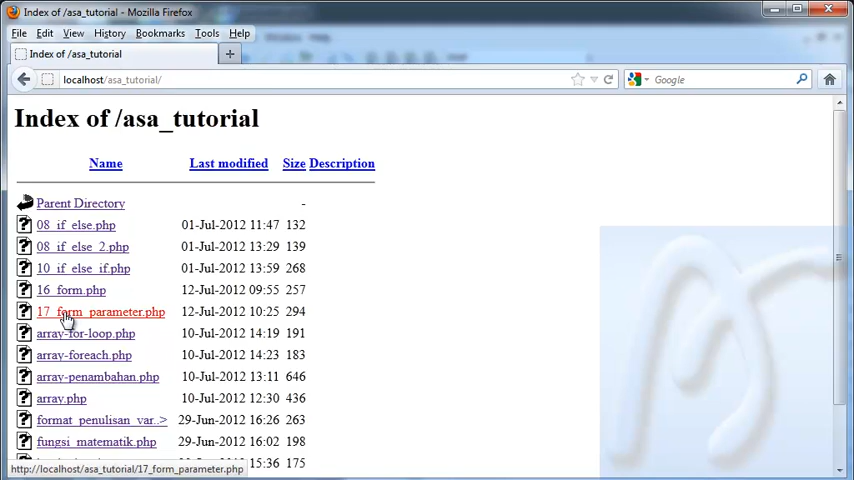 Index of /asa_tutorial - Mozilla Firefox
File Edit View History Bookmarks Tools Help
Index of /asa_tutorial
localhost/asa_tutorial/
Google
Index of /asa_tutorial
Name Last modified Size Description
Parent Directory -
08_if_else.php 01-Jul-2012 11:47 132
08_if_else_2.php 01-Jul-2012 13:29 139
10_if_else_if.php 01-Jul-2012 13:59 268
16_form.php 12-Jul-2012 09:55 257
17_form_parameter.php 12-Jul-2012 10:25 294
array-for-loop.php 10-Jul-2012 14:19 191
array-foreach.php 10-Jul-2012 14:23 183
array-penambahan.php 10-Jul-2012 13:11 646
array.php 10-Jul-2012 12:30 436
format_penulisan_var..> 29-Jun-2012 16:26 263
fungsi_matematik.php 29-Jun-2012 16:02 198
15:36 175
http://localhost/asa_tutorial/17_form_parameter.php